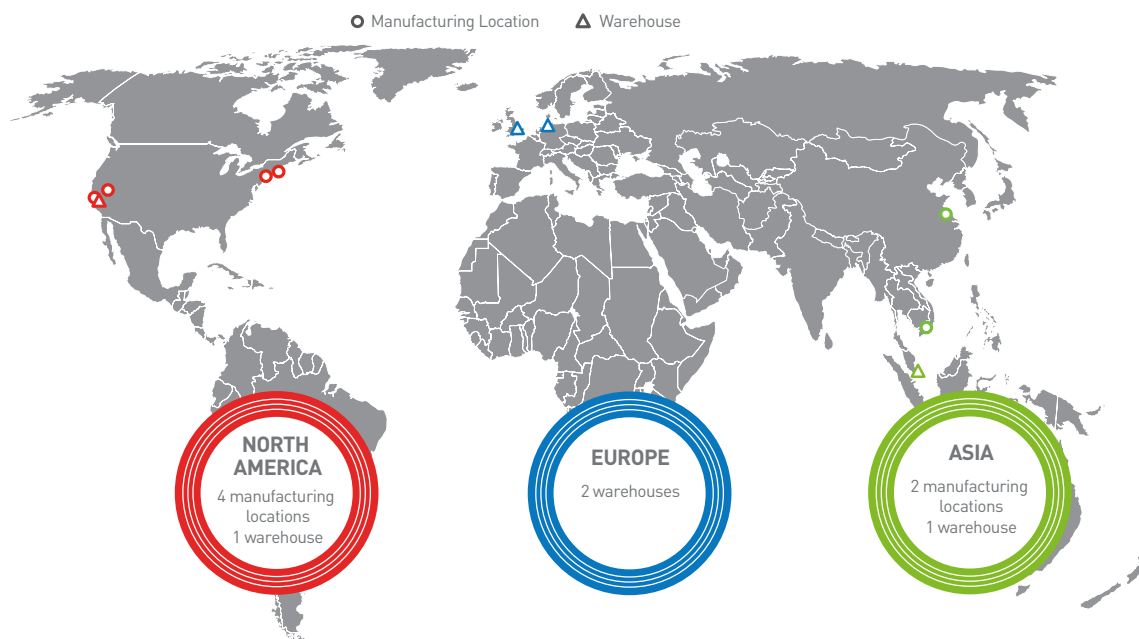 Manufacturing Location
Warehouse
NORTH
AMERICA
4 manufacturing
locations
1 warehouse
EUROPE
2 warehouses
ASIA
2 manufacturing
locations
1 warehouse